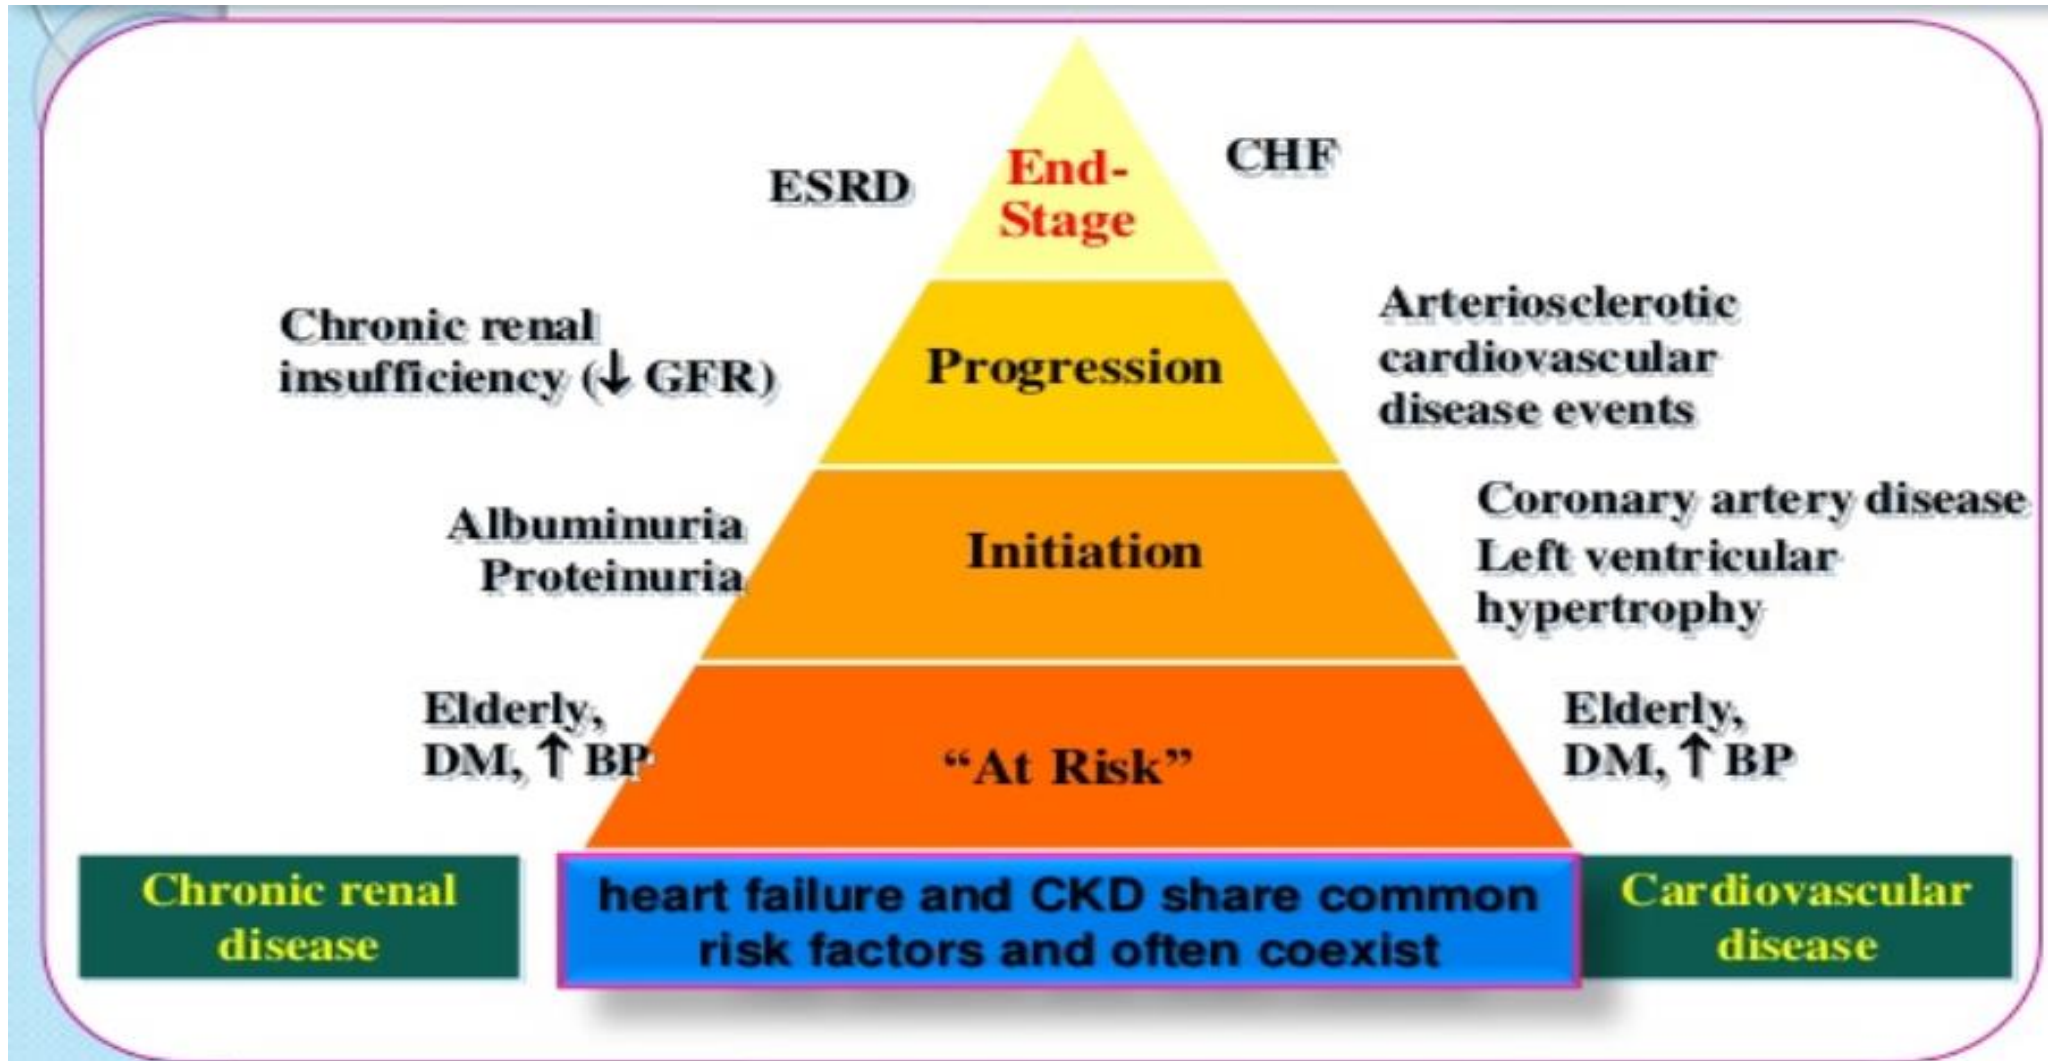 ESRD
End-
Stage
CHF
Chronic renal
insufficiency (↓ GFR)
Progression
Arteriosclerotic
cardiovascular
disease events
Albuminuria
Proteinuria
Initiation
Coronary artery disease
Left ventricular
hypertrophy
Elderly,
DM, ↑ BP
“At Risk”
Elderly,
DM, ↑ BP
Chronic renal
disease
heart failure and CKD share common
risk factors and often coexist
Cardiovascular
disease